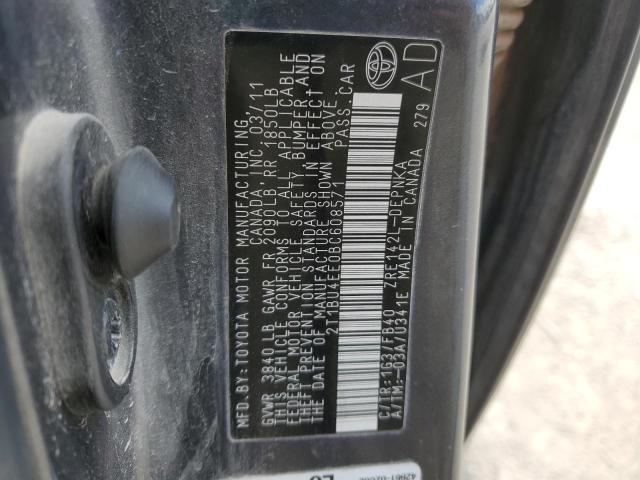 MFD.BY:TOYOTA MOTOR MANUFACTURING
CANADA,INC. 03/11
GVWR 3840LB GAWR FR 2090LB,RR 1850LB
THIS VEHICLE CONFORMS TO ALL APPLICABLE
FEDERAL MOTOR VEHICLE SAFETY,BUMPER,AND
THEFT PREVENTION STANDARDS IN EFFECT ON
THE DATE OF MANUFACTURE SHOWN ABOVE.
2T1BU4EE0BC608571 PASS.CAR
C/TR:1G3/FB40 ZRE142L-DEPNKA
A/TM:-03A/U341E MADE IN CANADA 279
AD